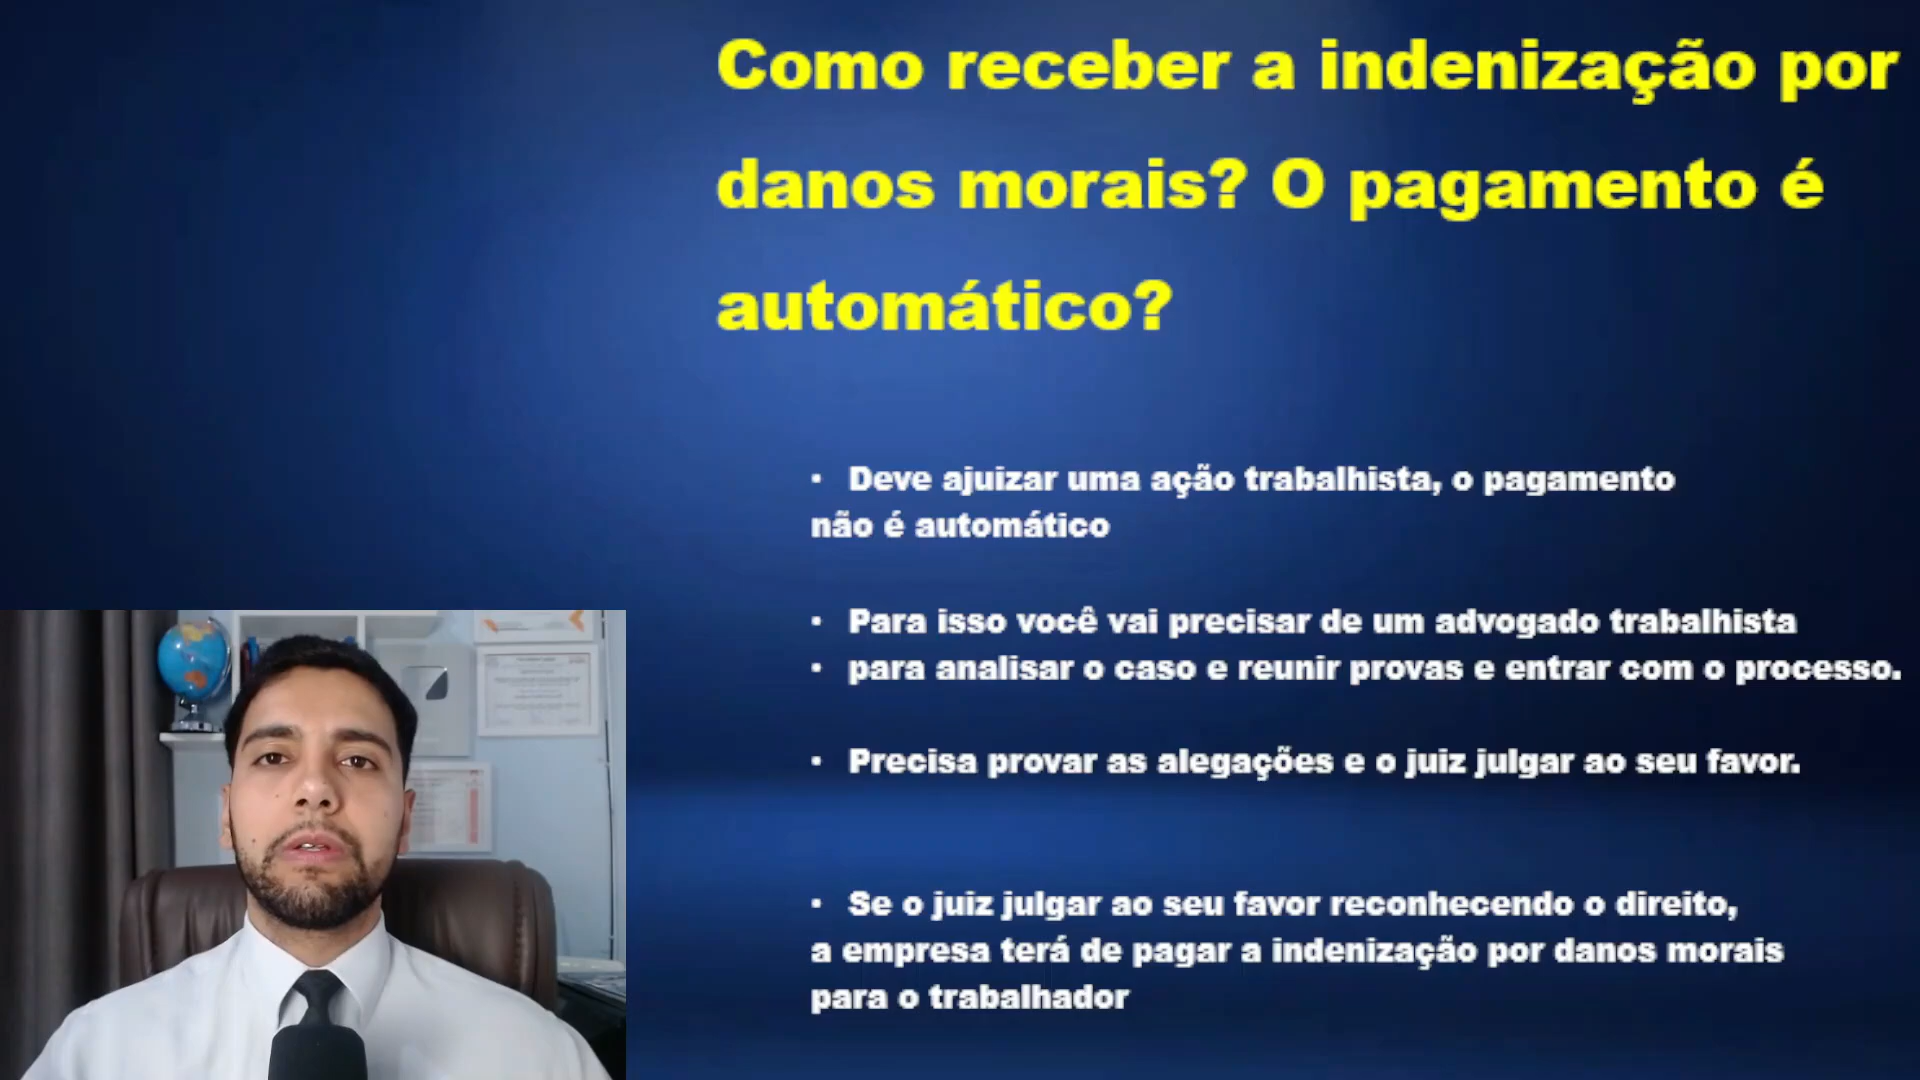 Como receber a indenização por
danos morais? O pagamento é
automático?
• Deve ajuizar uma ação trabalhista, o pagamento
não é automático
• Para isso você vai precisar de um advogado trabalhista
• para analisar o caso e reunir provas e entrar com o processo.
• Precisa provar as alegações e o juiz julgar ao seu favor.
• Se o juiz julgar ao seu favor reconhecendo o direito,
a empresa terá de pagar a indenização por danos morais
para o trabalhador